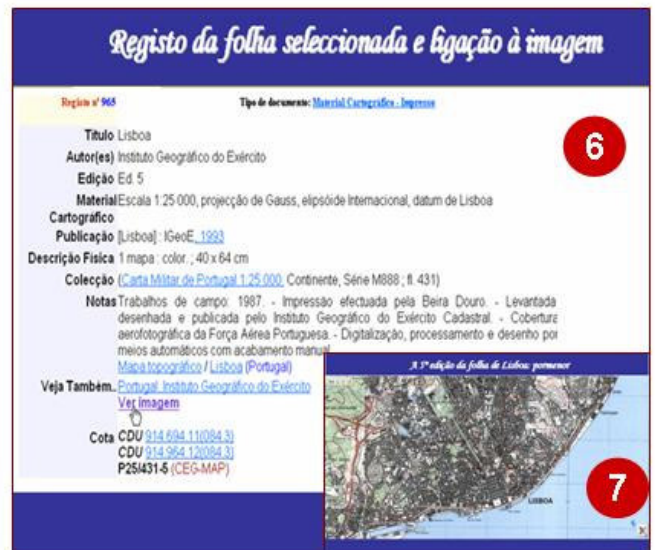 Registo da folha seleccionada e ligação à imagem
Registo nº 965 Tipo de documento: Material Cartográfico - Impresso
6
Título Lisboa
Autor(es) Instituto Geográfico do Exército
Edição Ed. 5
Material Escala 1:25 000, projecção de Gauss, elipsóide Internacional, datum de Lisboa
Cartográfico
Publicação [Lisboa] : IGeoE, 1993
Descrição Física 1 mapa : color. ; 40 x 64 cm
Colecção (Carta Militar de Portugal 1:25 000. Continente, Série M888 ; fl. 431)
Notas Trabalhos de campo: 1987. - Impressão efectuada pela Beira Douro. - Levantada
desenhada e publicada pelo Instituto Geográfico do Exército Cadastral. - Cobertura
aerofotográfica da Força Aérea Portuguesa. - Digitalização, processamento e desenho por
meios automáticos com acabamento manual
Mapa topográfico / Lisboa (Portugal)
Veja Também... Portugal. Instituto Geográfico do Exército
Ver imagem
Cota CDU 914.694.11(084.3)
CDU 914.964.12(084.3)
P25/431-5 (CEG-MAP)
A 5ª edição da folha de Lisboa: pormenor
LISBOA
7